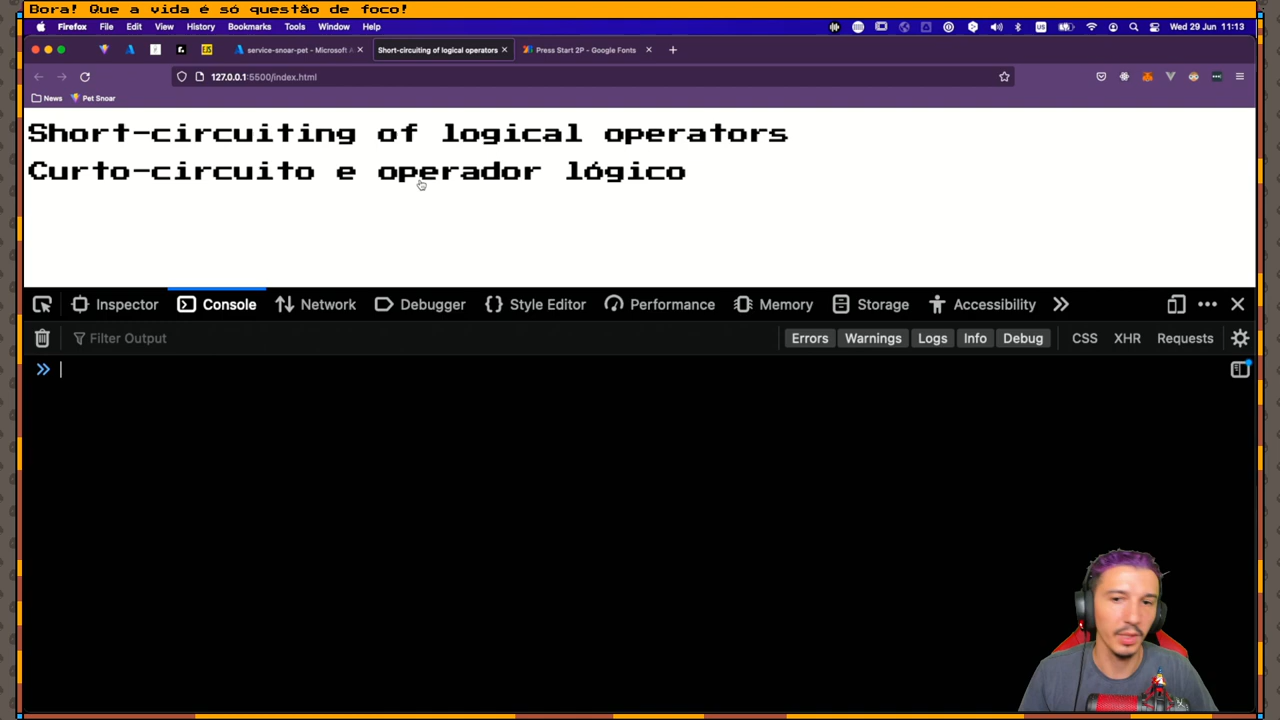 Bora! Que a vida é só questão de foco!
Firefox File Edit View History Bookmarks Tools Window Help Wed 29 Jun 11:13
service-snoar-pet - Microsoft A Short-circuiting of logical operators Press Start 2P - Google Fonts
127.0.0.1:5500/index.html
News Pet Snoar
Short-circuiting of logical operators
Curto-circuito e operador lógico
Inspector Console Network Debugger Style Editor Performance Memory Storage Accessibility
Filter Output Errors Warnings Logs Info Debug CSS XHR Requests